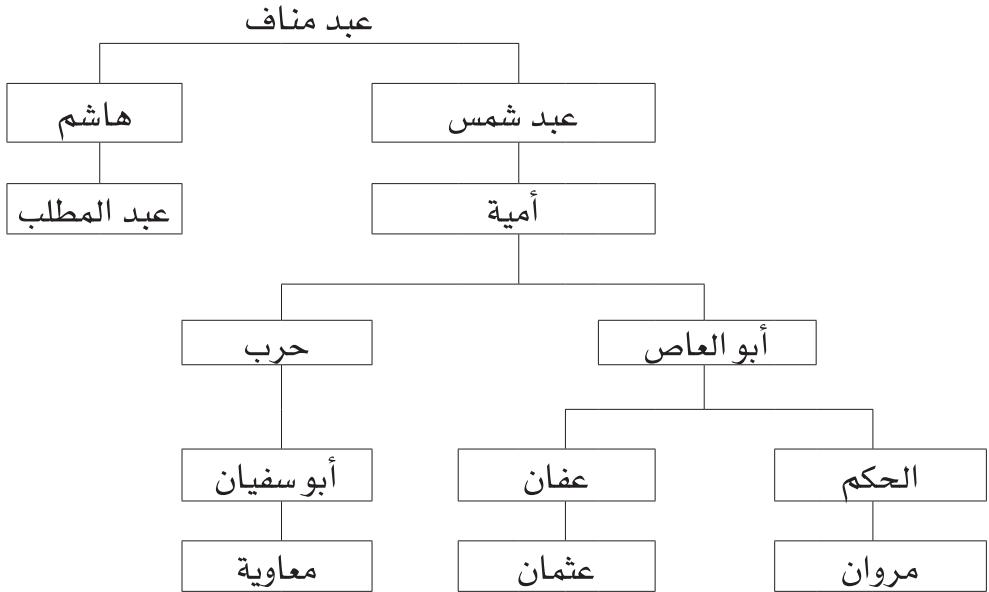 عبد مناف
عبد شمس
هاشم
أمية
عبد المطلب
أبو العاص
حرب
الحكم
عفان
أبو سفيان
مروان
عثمان
معاوية